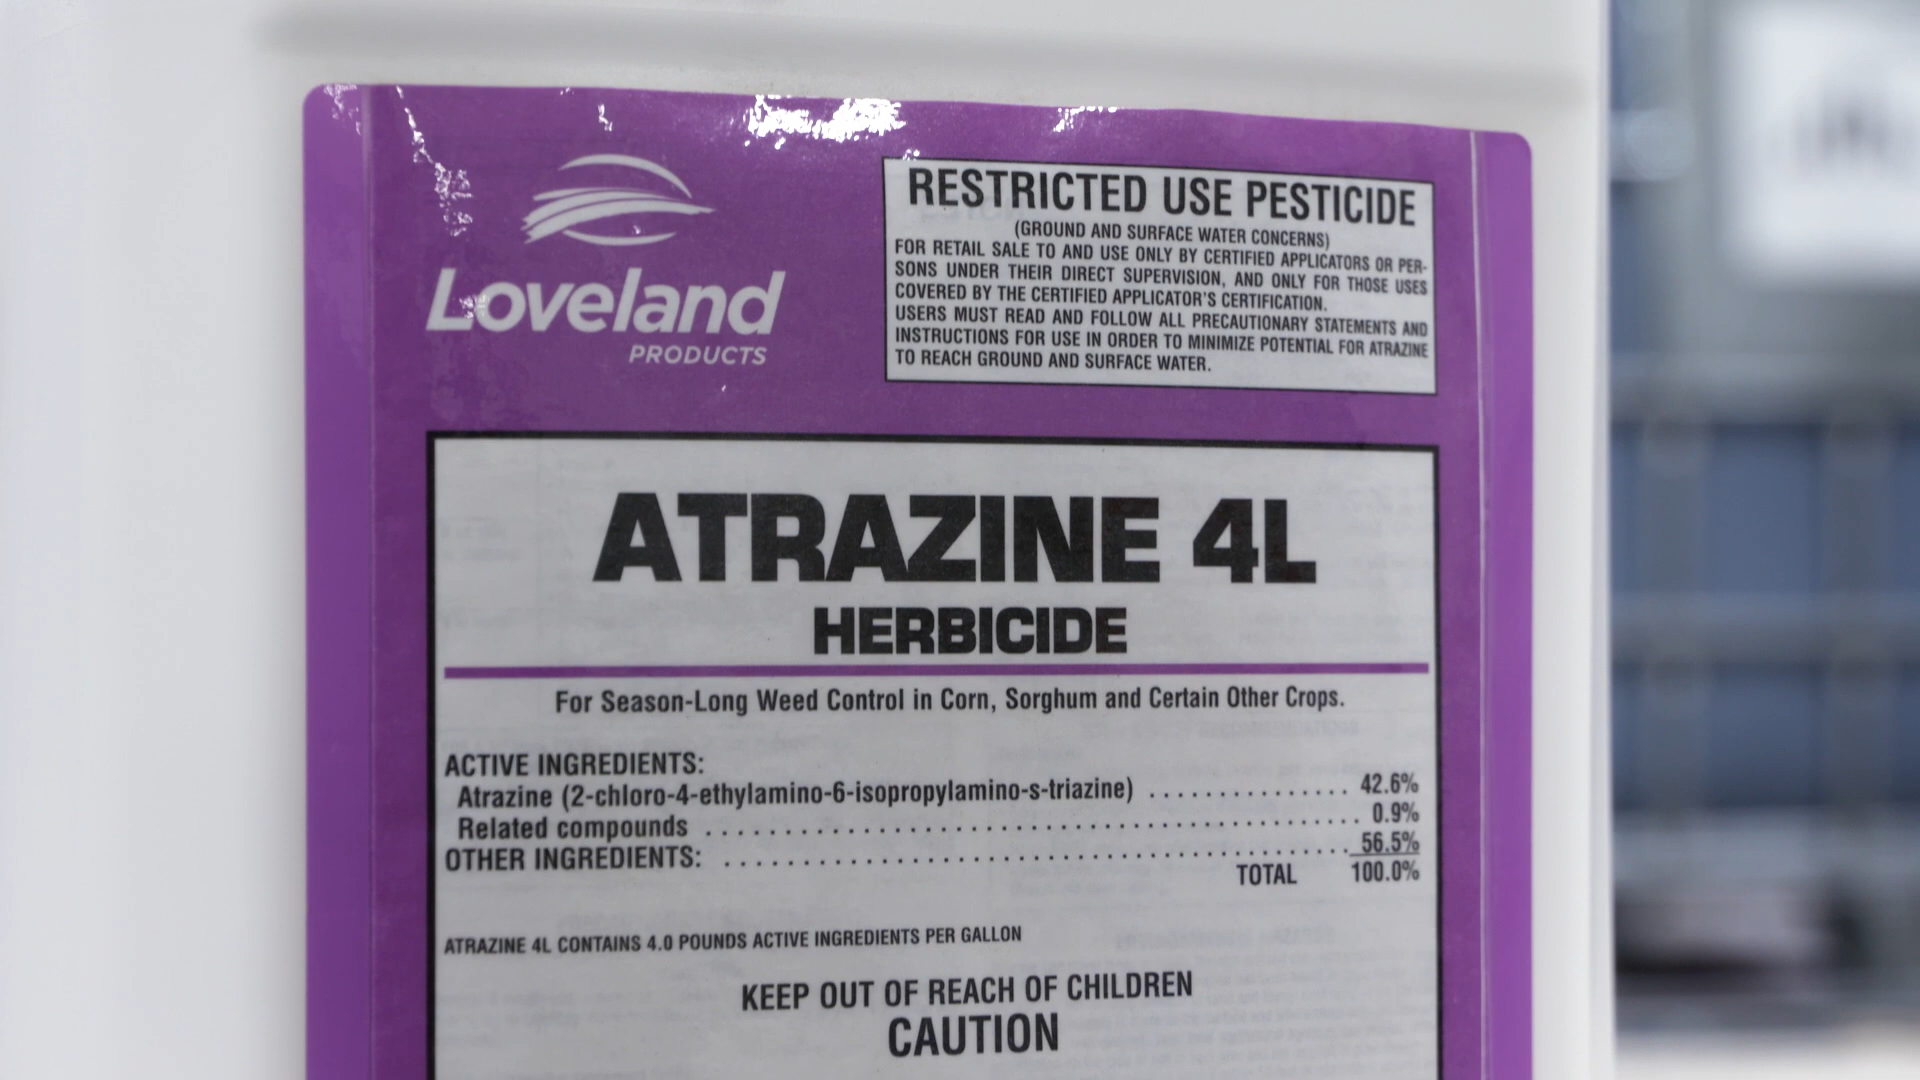 Loveland
PRODUCTS
RESTRICTED USE PESTICIDE
(GROUND AND SURFACE WATER CONCERNS)
FOR RETAIL SALE TO AND USE ONLY BY CERTIFIED APPLICATORS OR PER-
SONS UNDER THEIR DIRECT SUPERVISION, AND ONLY FOR THOSE USES
COVERED BY THE CERTIFIED APPLICATOR'S CERTIFICATION.
USERS MUST READ AND FOLLOW ALL PRECAUTIONARY STATEMENTS AND
INSTRUCTIONS FOR USE IN ORDER TO MINIMIZE POTENTIAL FOR ATRAZINE
TO REACH GROUND AND SURFACE WATER.
ATRAZINE 4L
HERBICIDE
For Season-Long Weed Control in Corn, Sorghum and Certain Other Crops.
ACTIVE INGREDIENTS:
Atrazine (2-chloro-4-ethylamino-6-isopropylamino-s-triazine) ............... 42.6%
Related compounds .......................................... 0.9%
OTHER INGREDIENTS: ........................................ 56.5%
TOTAL 100.0%
ATRAZINE 4L CONTAINS 4.0 POUNDS ACTIVE INGREDIENTS PER GALLON
KEEP OUT OF REACH OF CHILDREN
CAUTION